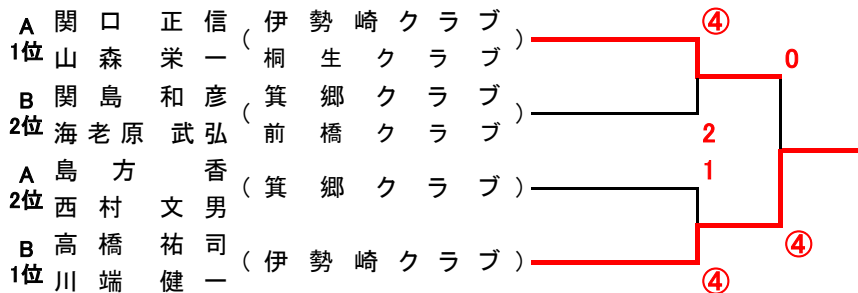 A 関口 正信 (伊勢崎クラブ) ④
1位 山森 栄一 桐生クラブ 0
B 関島 和彦 (箕郷クラブ)
2位 海老原 武弘 前橋クラブ 2
A 島方 香 (箕郷クラブ) 1
2位 西村 文男
B 高橋 祐司 (伊勢崎クラブ) ④
1位 川端 健一 ④